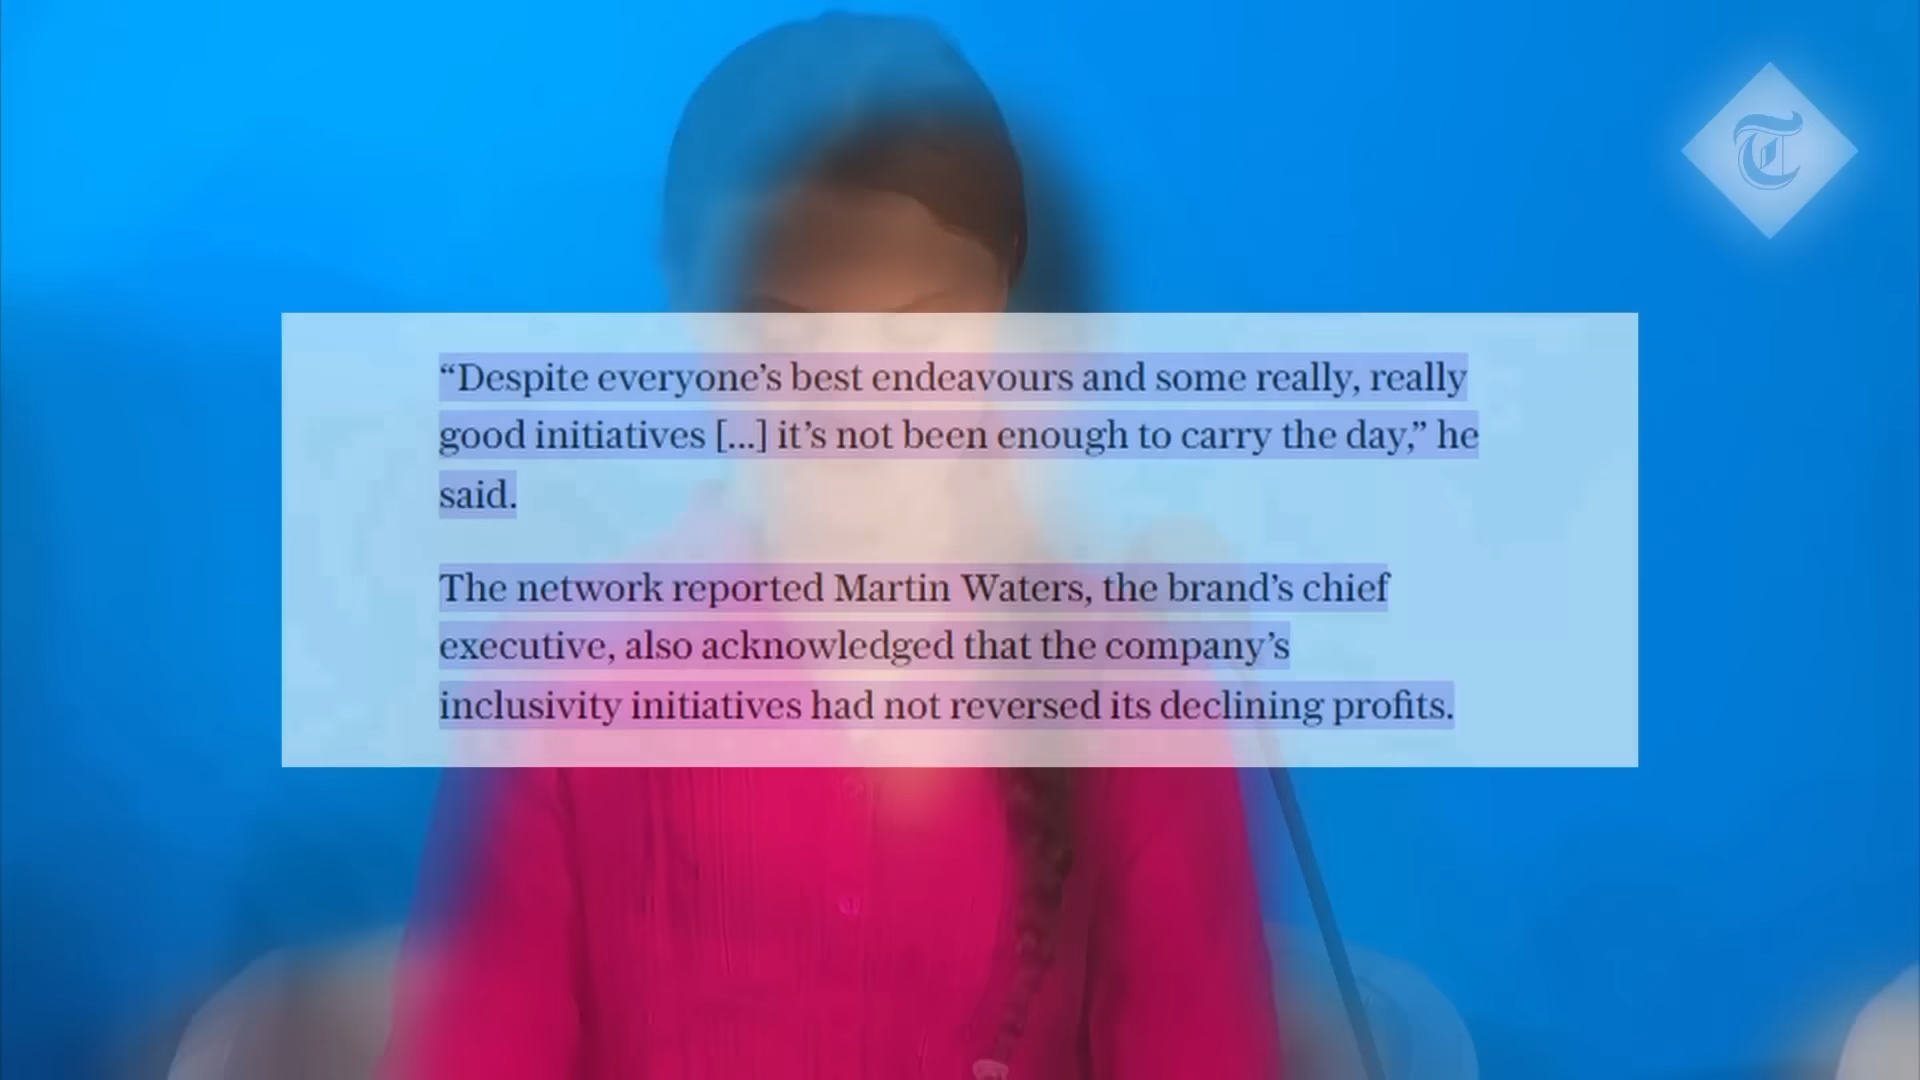 “Despite everyone’s best endeavours and some really, really
good initiatives [...] it’s not been enough to carry the day,” he
said.
The network reported Martin Waters, the brand’s chief
executive, also acknowledged that the company’s
inclusivity initiatives had not reversed its declining profits.
T